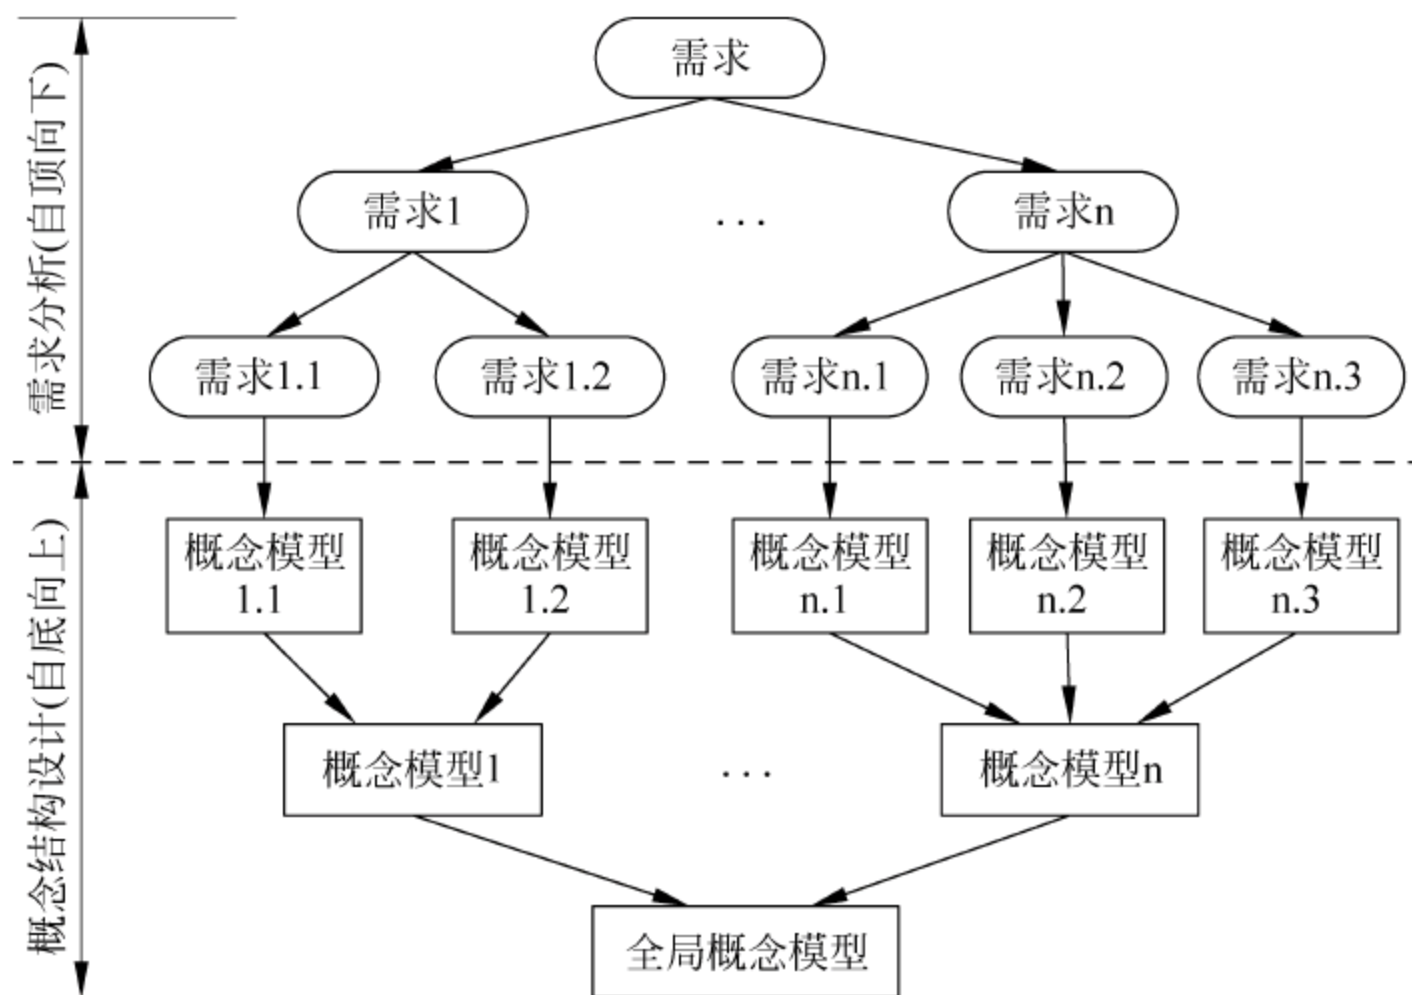 需求
需求分析(自顶向下)
需求1
...
需求n
需求1.1
需求1.2
需求n.1
需求n.2
需求n.3
概念结构设计(自底向上)
概念模型
1.1
概念模型
1.2
概念模型
n.1
概念模型
n.2
概念模型
n.3
概念模型1
...
概念模型n
全局概念模型